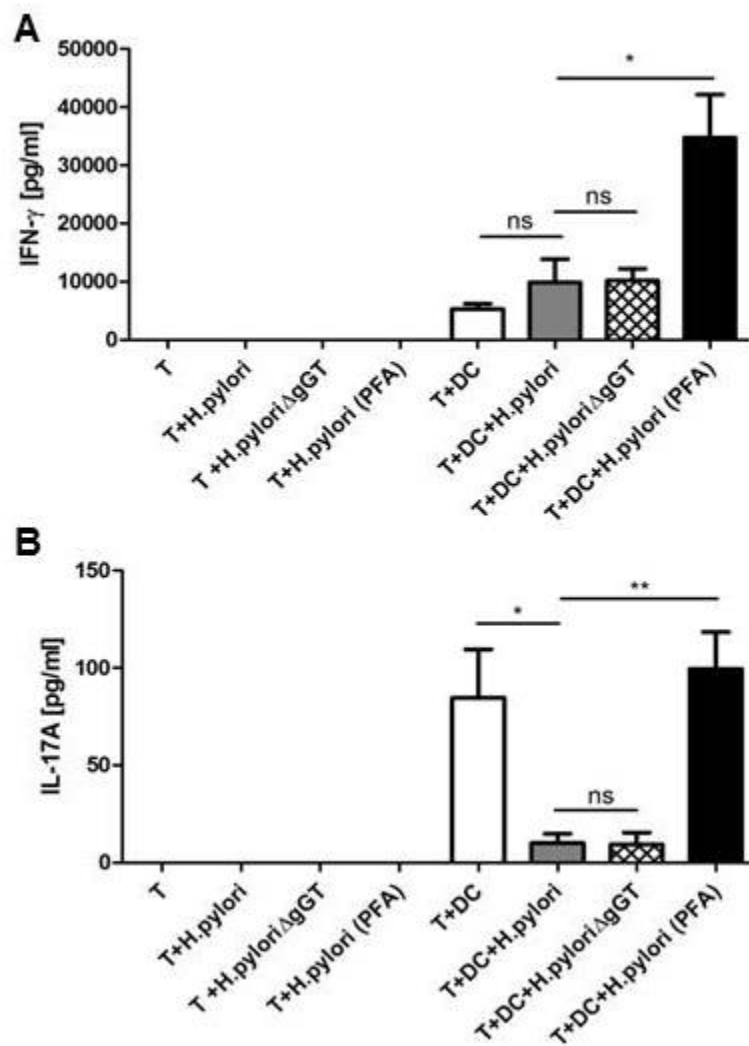 A
IFN-γ [pg/ml]
50000
40000
30000
20000
10000
0
*
ns
ns
T
T+H.pylori
T +H.pyloriΔgGT
T+H.pylori (PFA)
T+DC
T+DC+H.pylori
T+DC+H.pyloriΔgGT
T+DC+H.pylori (PFA)
B
IL-17A [pg/ml]
150
100
50
0
**
*
ns
T
T+H.pylori
T +H.pyloriΔgGT
T+H.pylori (PFA)
T+DC
T+DC+H.pylori
T+DC+H.pyloriΔgGT
T+DC+H.pylori (PFA)